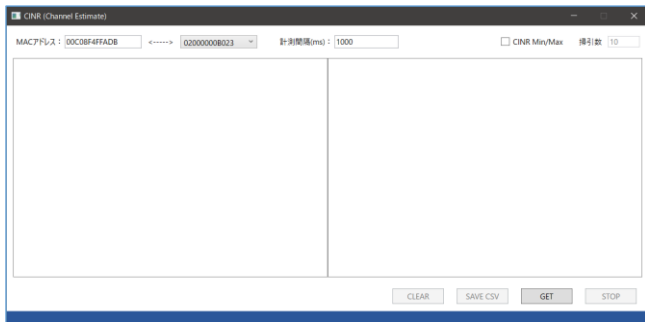 CINR (Channel Estimate)
MACアドレス： 00C08F4FFADB <-----> 02000000B023 計測間隔(ms)： 1000 CINR Min/Max 掃引数 10
CLEAR SAVE CSV GET STOP